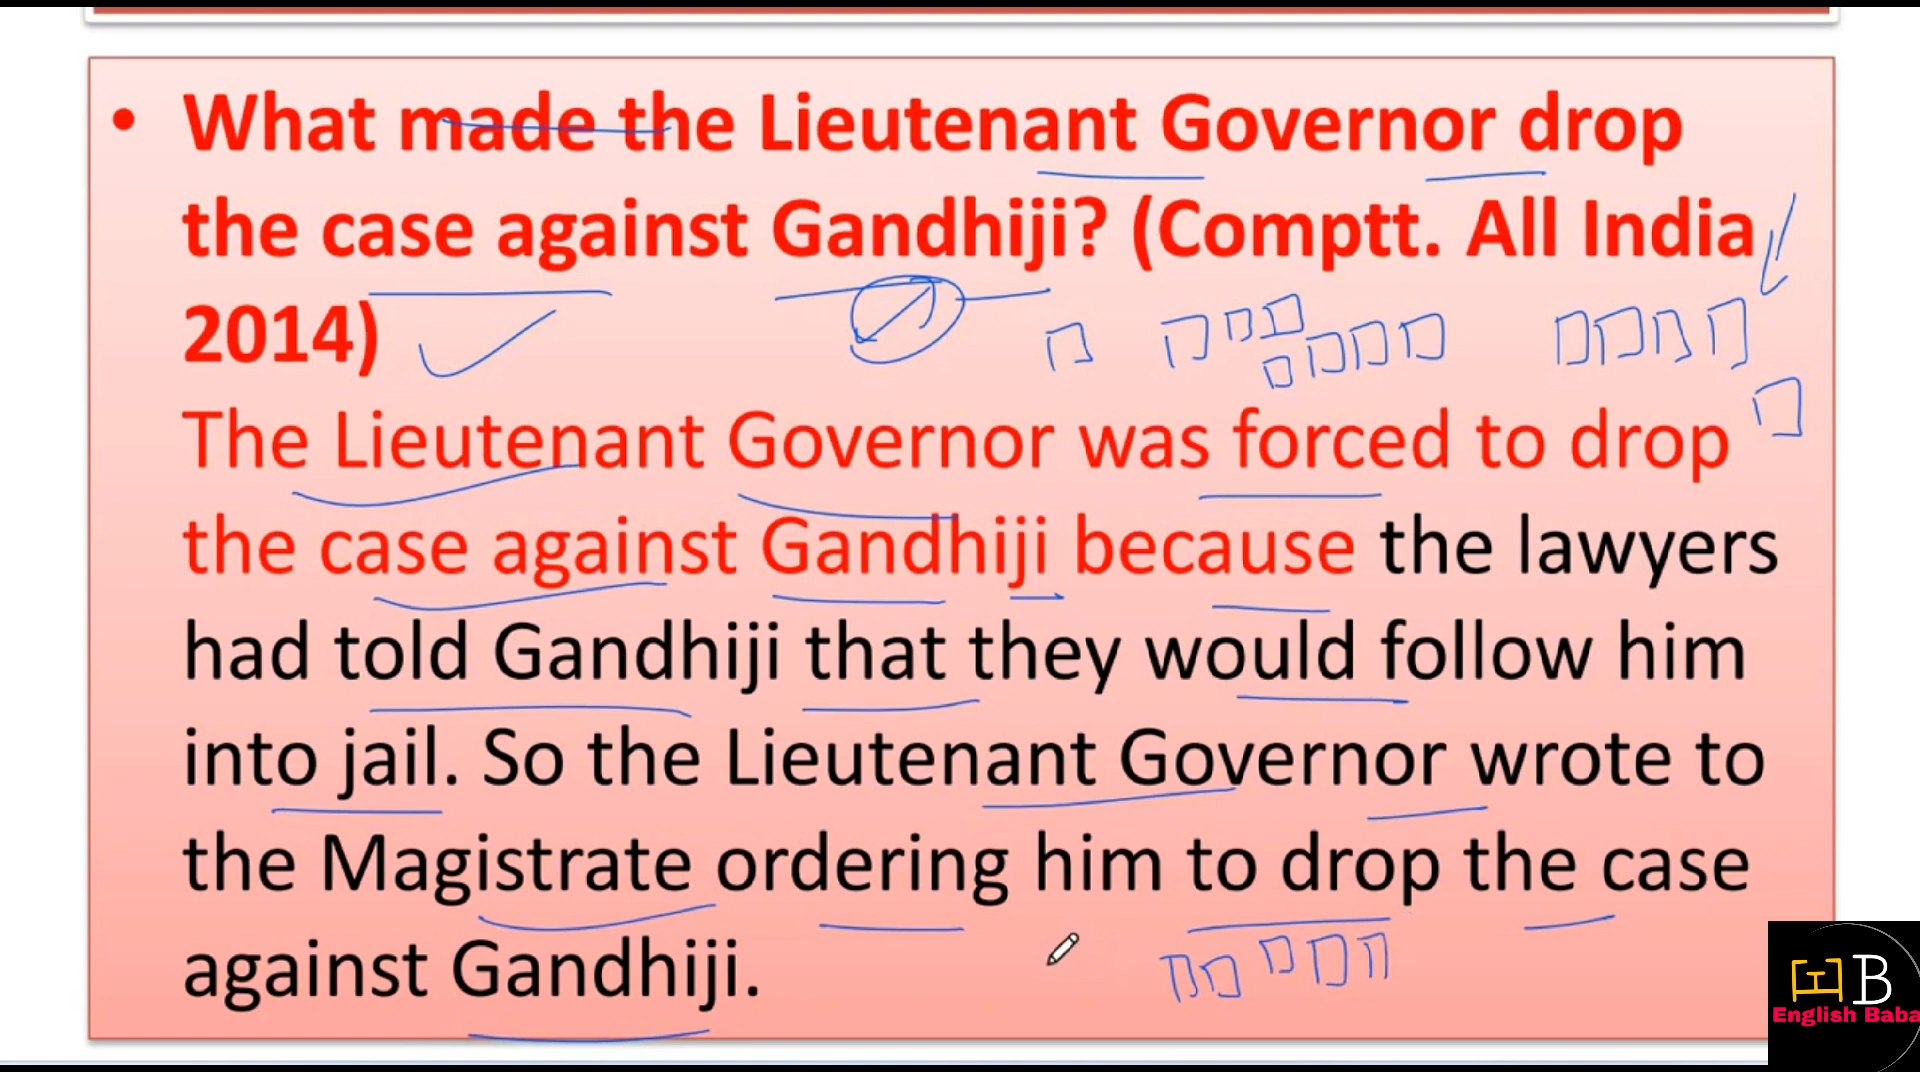 • What made the Lieutenant Governor drop
the case against Gandhiji? (Comptt. All India
2014)
The Lieutenant Governor was forced to drop
the case against Gandhiji because the lawyers
had told Gandhiji that they would follow him
into jail. So the Lieutenant Governor wrote to
the Magistrate ordering him to drop the case
against Gandhiji.
EB
English Baba